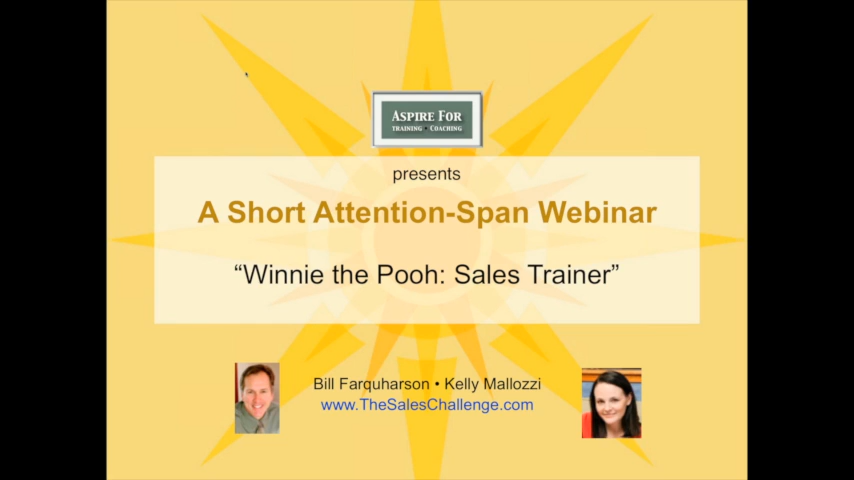 ASPIRE FOR
TRAINING • COACHING
presents
A Short Attention-Span Webinar
“Winnie the Pooh: Sales Trainer”
Bill Farquharson • Kelly Mallozzi
www.TheSalesChallenge.com